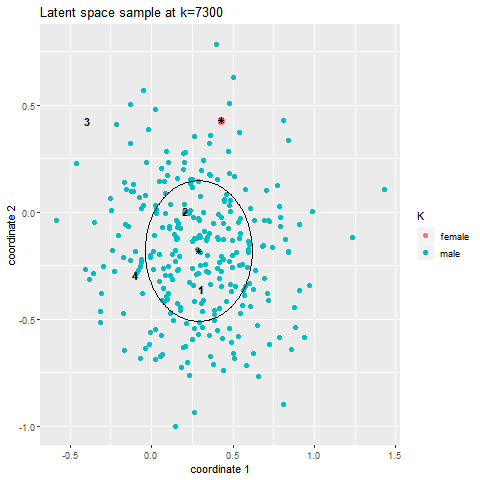 Latent space sample at k=7300
0.5
0.0
-0.5
-1.0
coordinate 2
3
2
4
1
-0.5 0.0 0.5 1.0 1.5
coordinate 1
K
female
male